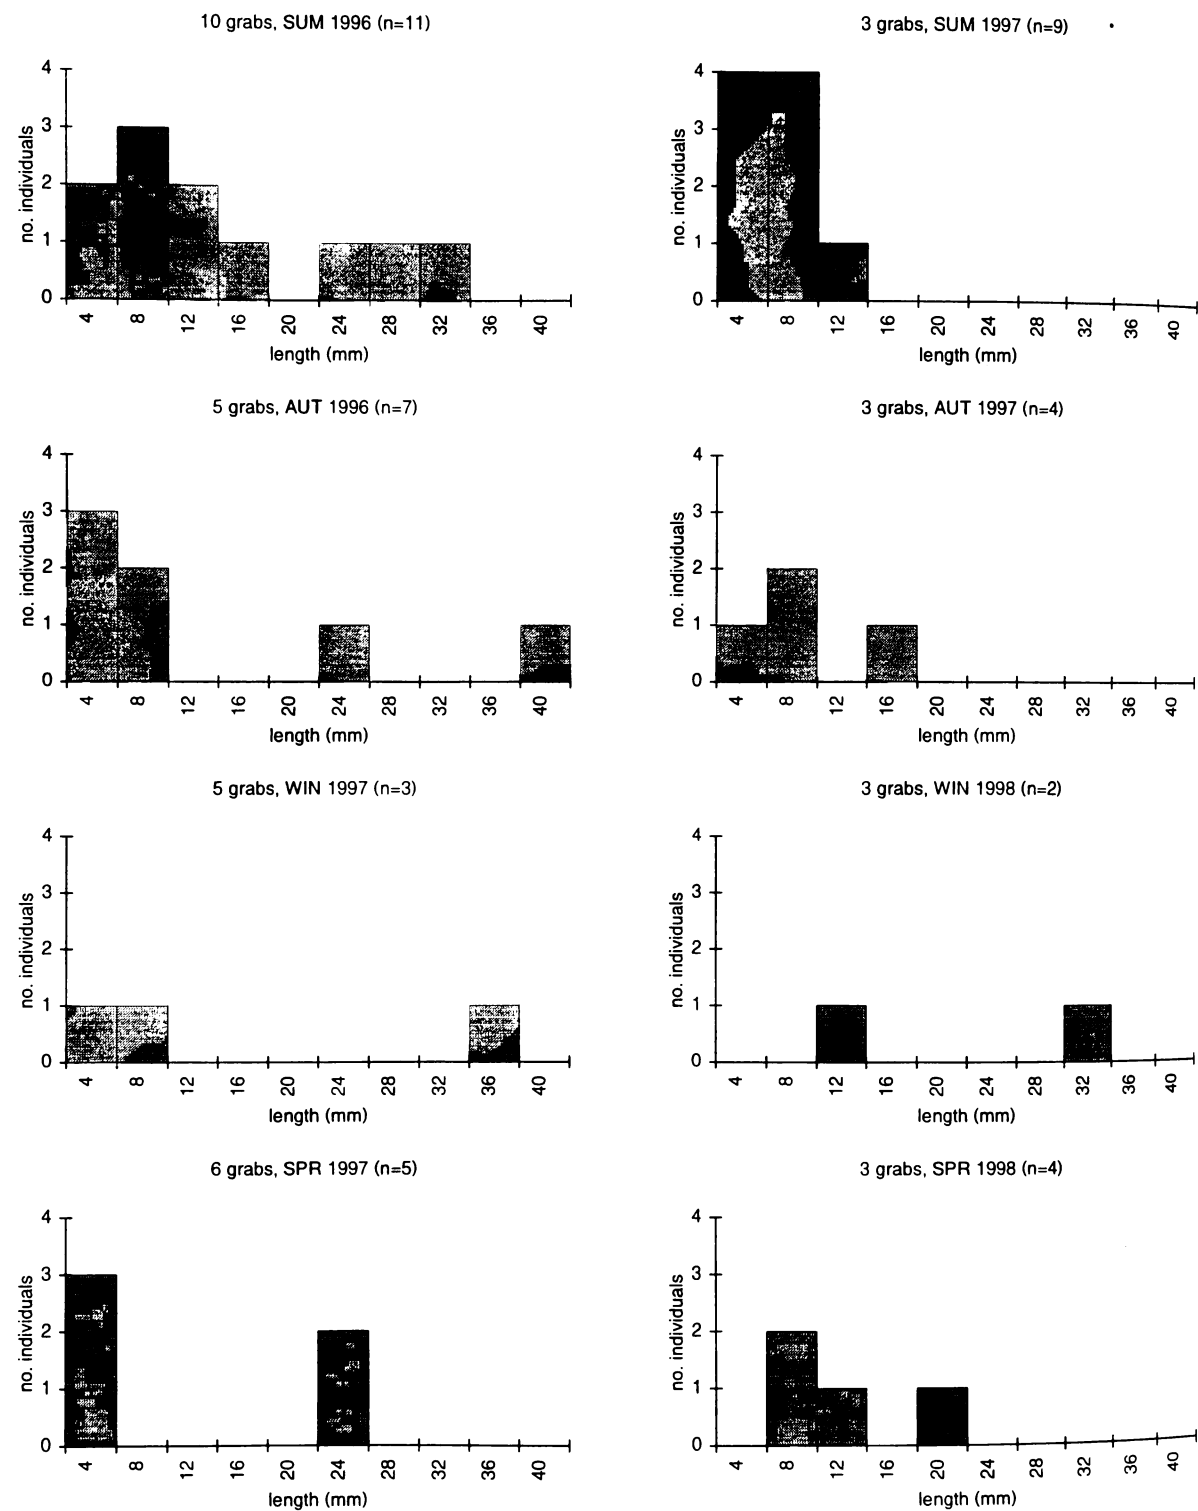 10 grabs, SUM 1996 (n=11)
no. individuals
4
3
2
1
0
4 8 12 16 20 24 28 32 36 40
length (mm)
3 grabs, SUM 1997 (n=9)
no. individuals
4
3
2
1
0
4 8 12 16 20 24 28 32 36 40
length (mm)
5 grabs, AUT 1996 (n=7)
no. individuals
4
3
2
1
0
4 8 12 16 20 24 28 32 36 40
length (mm)
3 grabs, AUT 1997 (n=4)
no. individuals
4
3
2
1
0
4 8 12 16 20 24 28 32 36 40
length (mm)
5 grabs, WIN 1997 (n=3)
no. individuals
4
3
2
1
0
4 8 12 16 20 24 28 32 36 40
length (mm)
3 grabs, WIN 1998 (n=2)
no. individuals
4
3
2
1
0
4 8 12 16 20 24 28 32 36 40
length (mm)
6 grabs, SPR 1997 (n=5)
no. individuals
4
3
2
1
0
4 8 12 16 20 24 28 32 36 40
length (mm)
3 grabs, SPR 1998 (n=4)
no. individuals
4
3
2
1
0
4 8 12 16 20 24 28 32 36 40
length (mm)